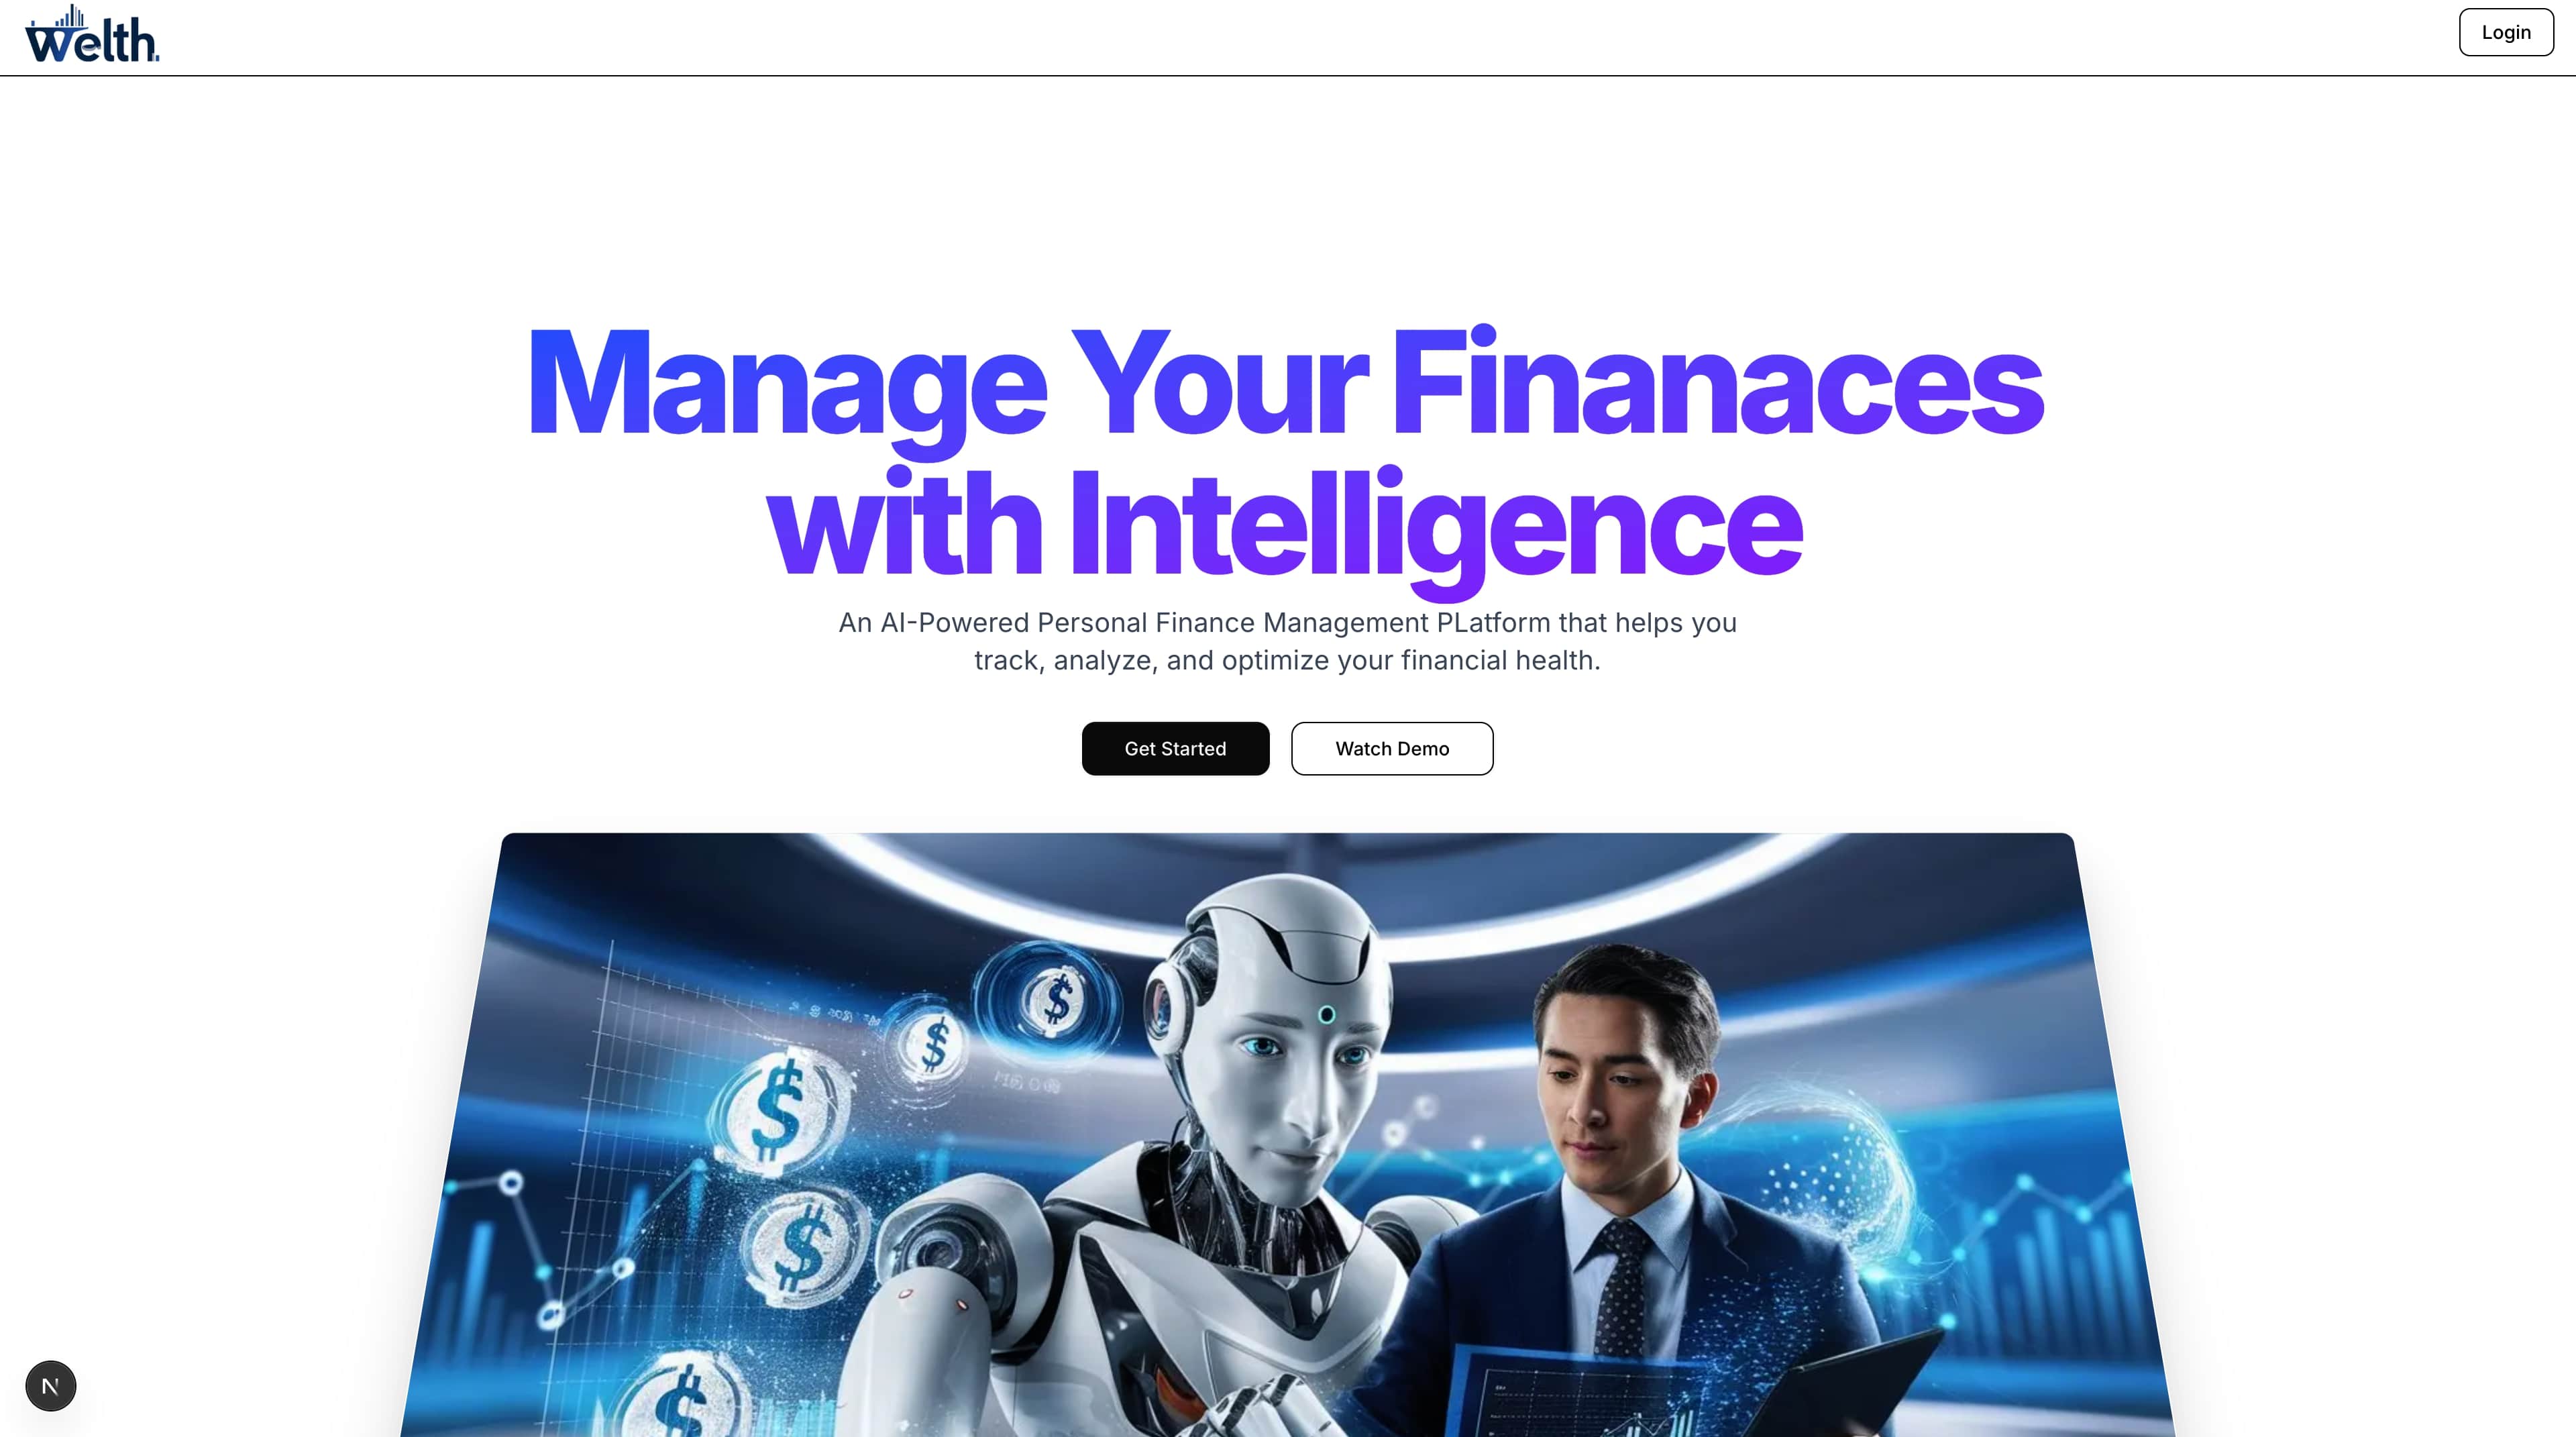 Welth.
Login
Manage Your Finanaces
with Intelligence
An AI-Powered Personal Finance Management PLatform that helps you
track, analyze, and optimize your financial health.
Get Started
Watch Demo
$
$
$
$
$
N